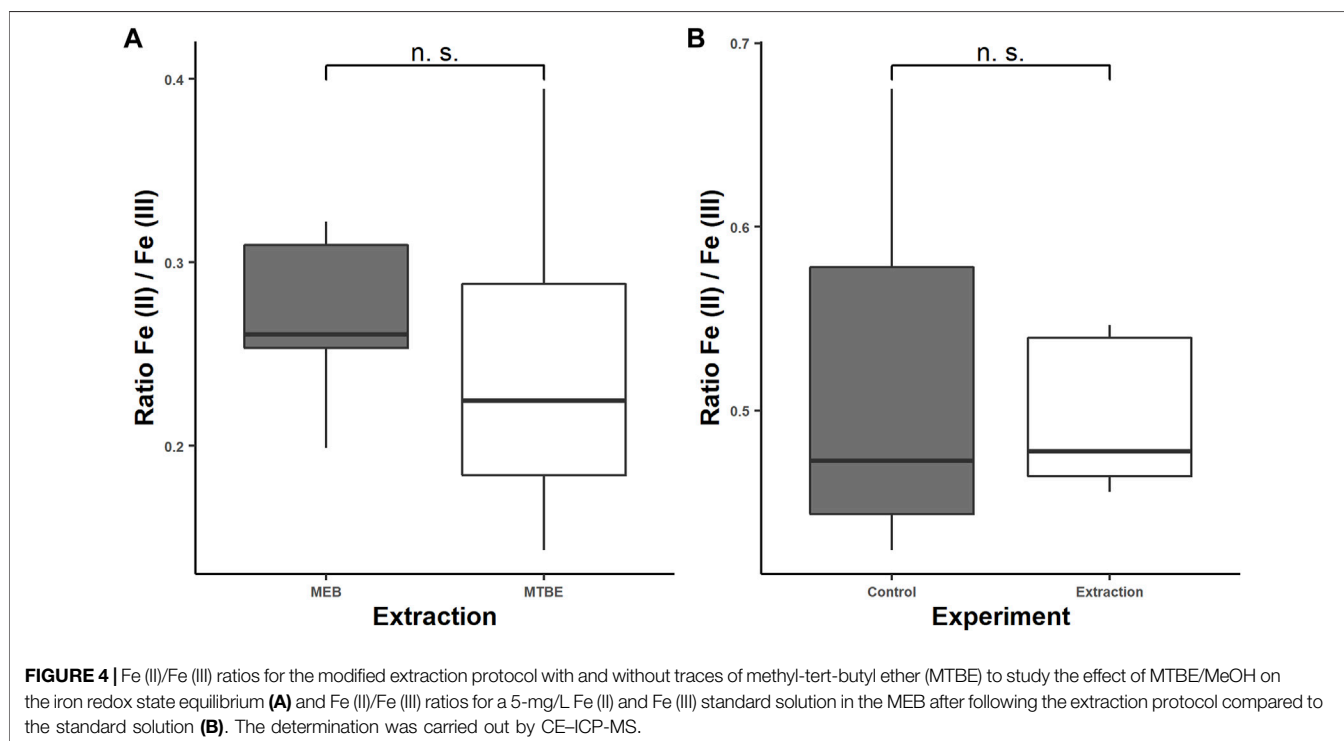 A
n. s.
0.4
0.3
0.2
Ratio Fe (II) / Fe (III)
MEB
MTBE
Extraction
B
n. s.
0.7
0.6
0.5
Ratio Fe (II) / Fe (III)
Control
Extraction
Experiment
FIGURE 4 | Fe (II)/Fe (III) ratios for the modified extraction protocol with and without traces of methyl-tert-butyl ether (MTBE) to study the effect of MTBE/MeOH on
the iron redox state equilibrium (A) and Fe (II)/Fe (III) ratios for a 5-mg/L Fe (II) and Fe (III) standard solution in the MEB after following the extraction protocol compared to
the standard solution (B). The determination was carried out by CE–ICP-MS.